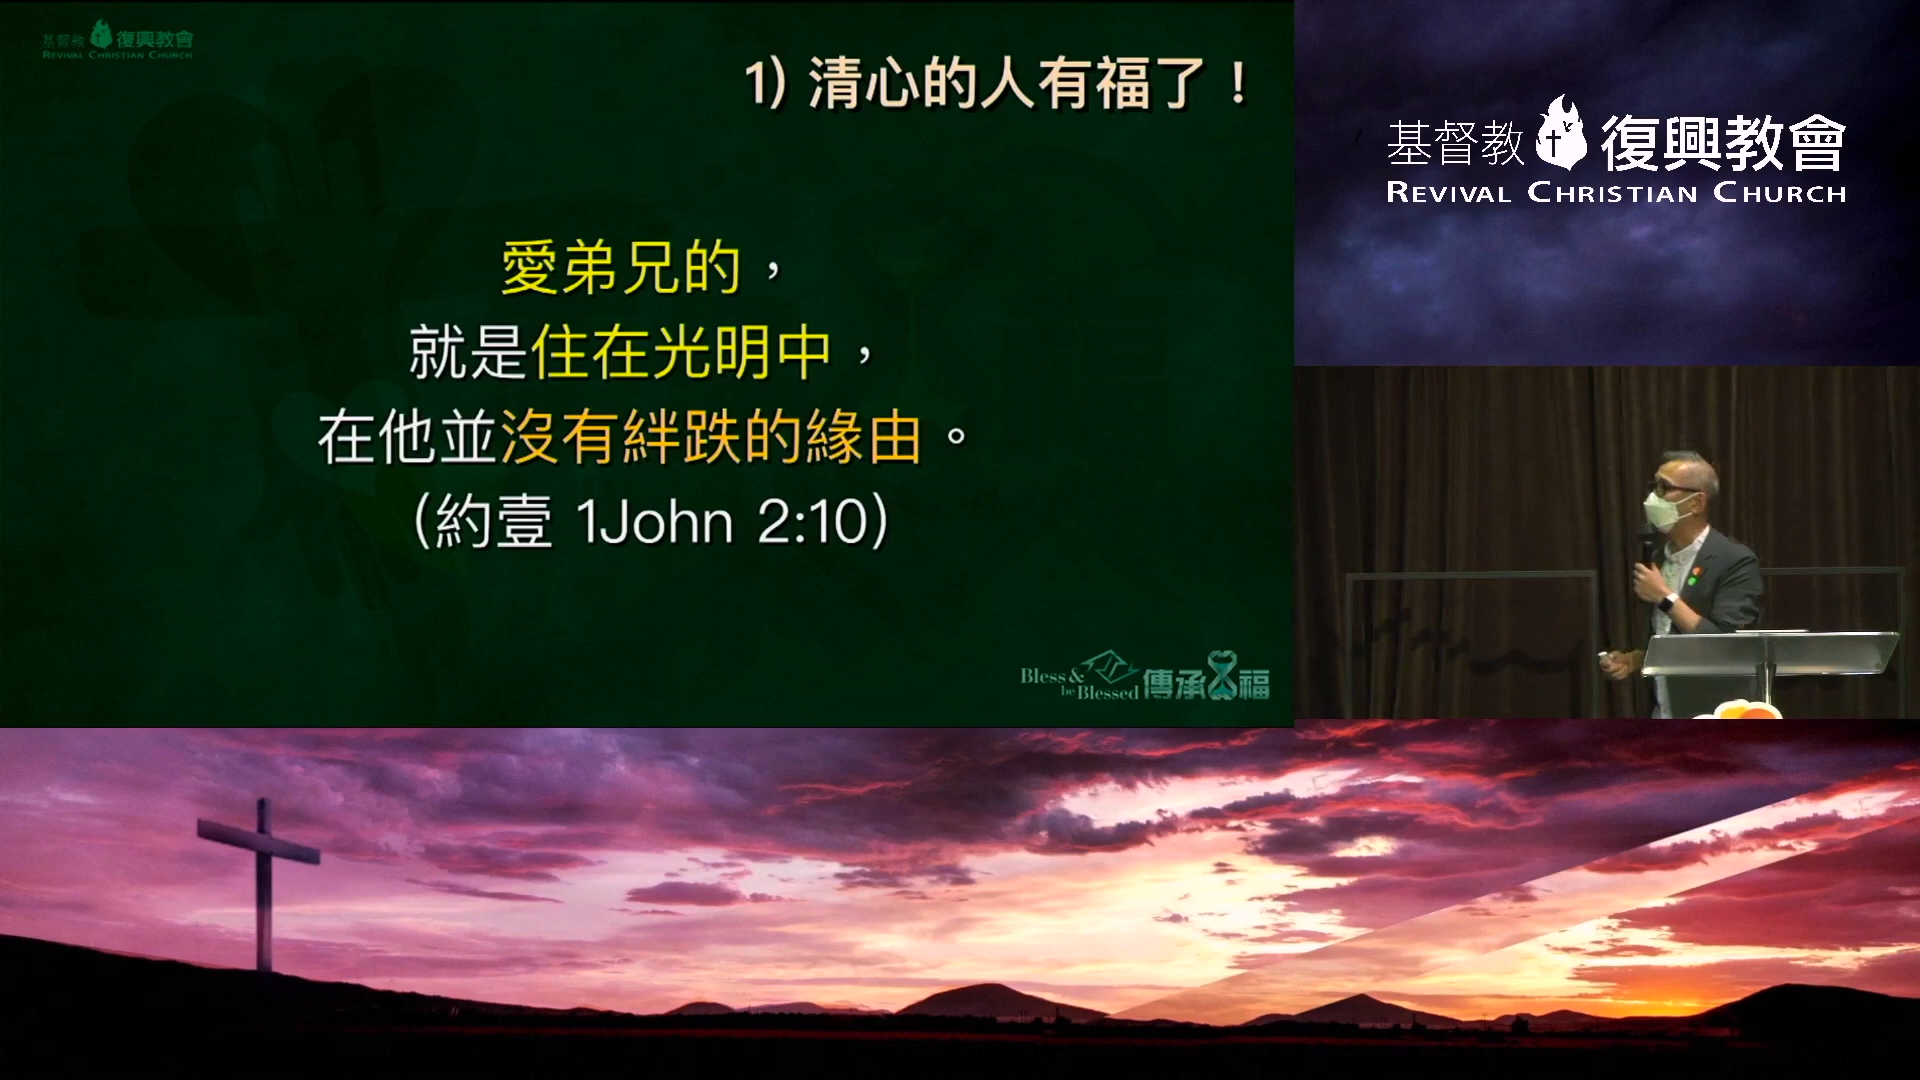 基督教 復興教會
REVIVAL CHRISTIAN CHURCH
1) 清心的人有福了！
愛弟兄的，
就是住在光明中，
在他並沒有絆跌的緣由。
(約壹 1John 2:10)
Bless &
be Blessed 傳承 福
基督教 復興教會
REVIVAL CHRISTIAN CHURCH